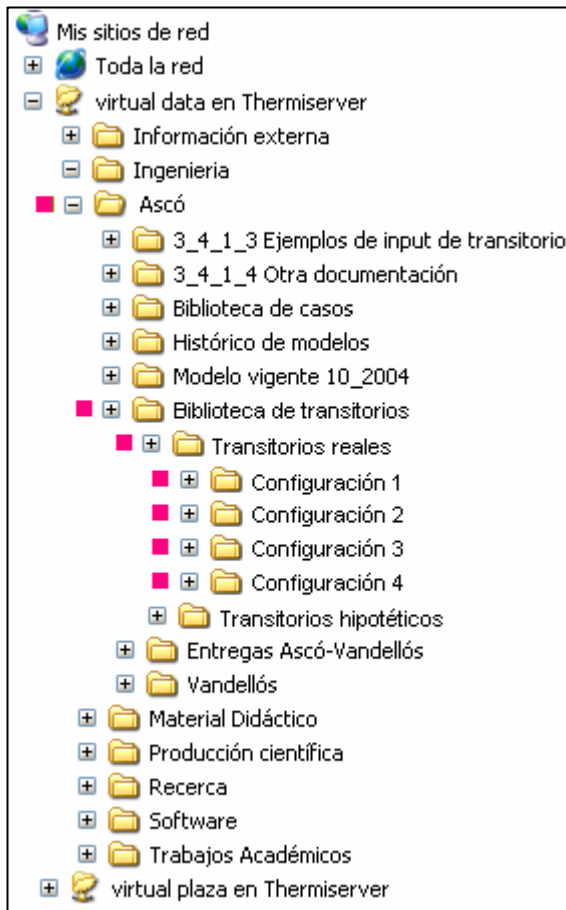 Mis sitios de red
Toda la red
virtual data en Thermiserver
Información externa
Ingenieria
Ascó
3_4_1_3 Ejemplos de input de transitorio
3_4_1_4 Otra documentación
Biblioteca de casos
Histórico de modelos
Modelo vigente 10_2004
Biblioteca de transitorios
Transitorios reales
Configuración 1
Configuración 2
Configuración 3
Configuración 4
Transitorios hipotéticos
Entregas Ascó-Vandellós
Vandellós
Material Didáctico
Producción científica
Recerca
Software
Trabajos Académicos
virtual plaza en Thermiserver